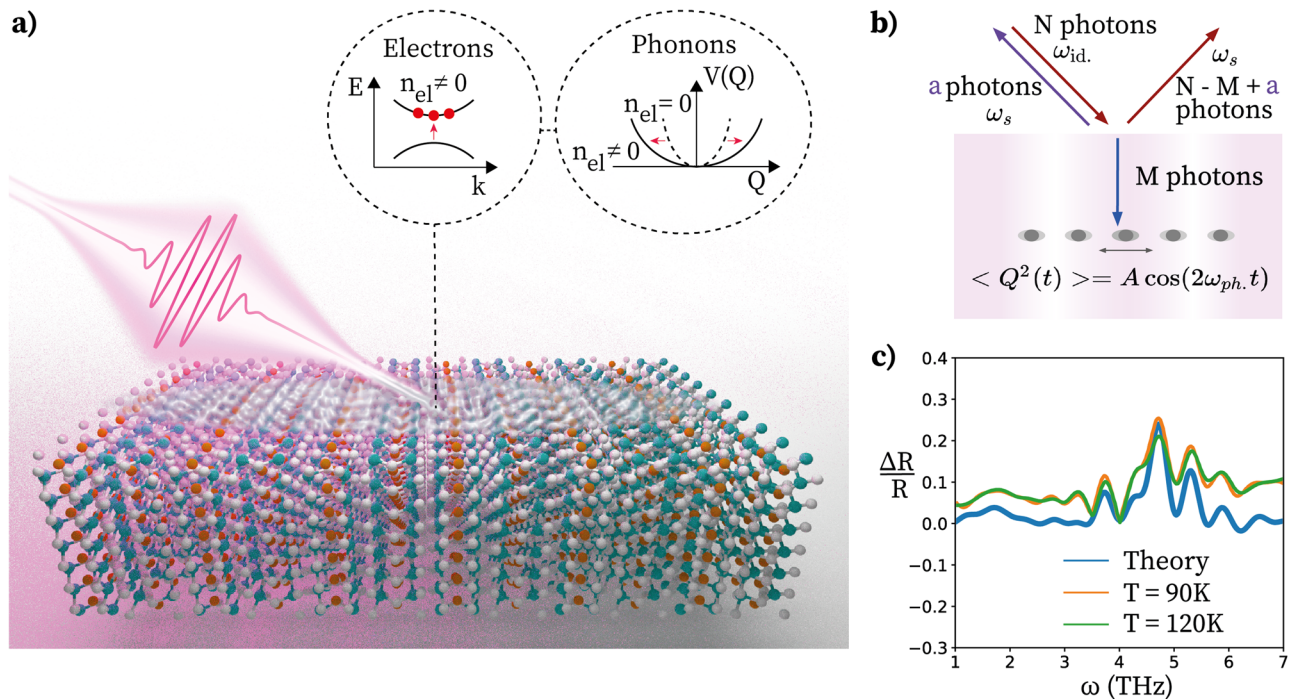 a)
Electrons
E
n_el ≠ 0
k
Phonons
V(Q)
n_el = 0
n_el ≠ 0
Q
b)
N photons
ω_id.
a photons
ω_s
ω_s
N - M + a
photons
M photons
< Q²(t) >= A cos(2ω_ph. t)
c)
ΔR
R
0.4
0.3
0.2
0.1
0.0
−0.1
−0.2
−0.3
Theory
T = 90K
T = 120K
1 2 3 4 5 6 7
ω (THz)